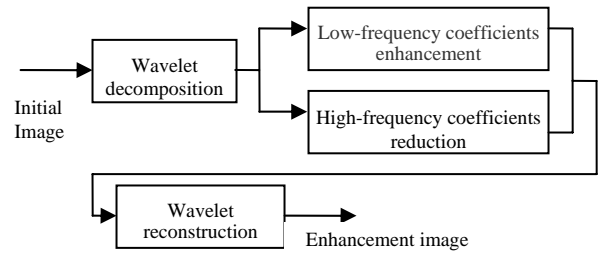 Initial
Image
Wavelet
decomposition
Low-frequency coefficients
enhancement
High-frequency coefficients
reduction
Wavelet
reconstruction
Enhancement image